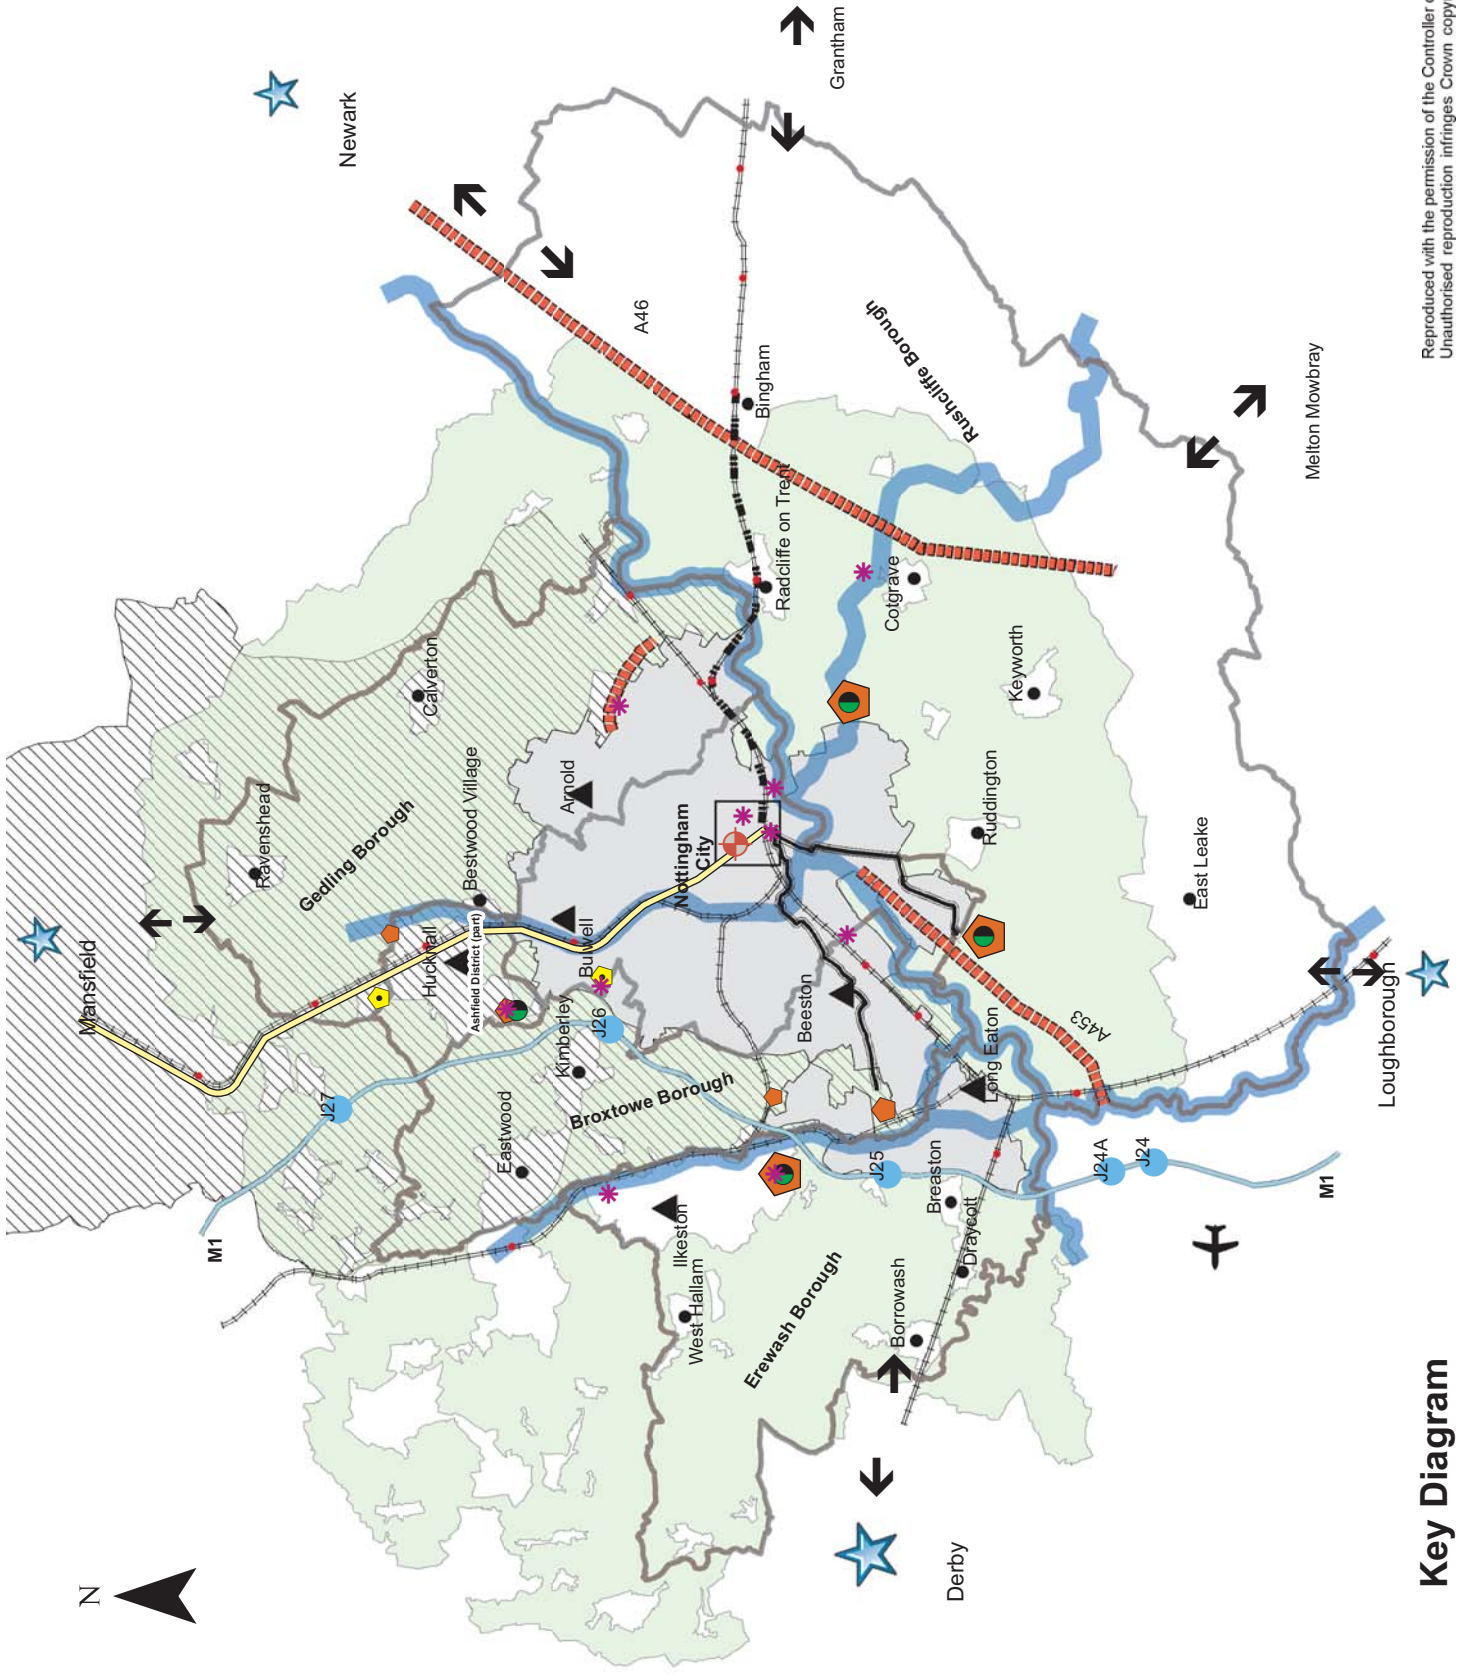 N
Mansfield
Newark
Grantham
Ravenshead
Calverton
Gedling Borough
Bestwood Village
Arnold
Hucknall
Ashfield District (part)
Bulwell
Kimberley
J26
J27
M1
Eastwood
Broxtowe Borough
Nottingham
City
A46
Bingham
Radcliffe on Trent
Rushcliffe Borough
Cotgrave
Keyworth
Ruddington
East Leake
Melton Mowbray
Beeston
Long Eaton
A453
Loughborough
Ilkeston
West Hallam
Erewash Borough
Borrowash
Draycott
Breaston
J25
J24A
J24
M1
Derby
Key Diagram
Reproduced with the permission of the Controller
Unauthorised reproduction infringes Crown